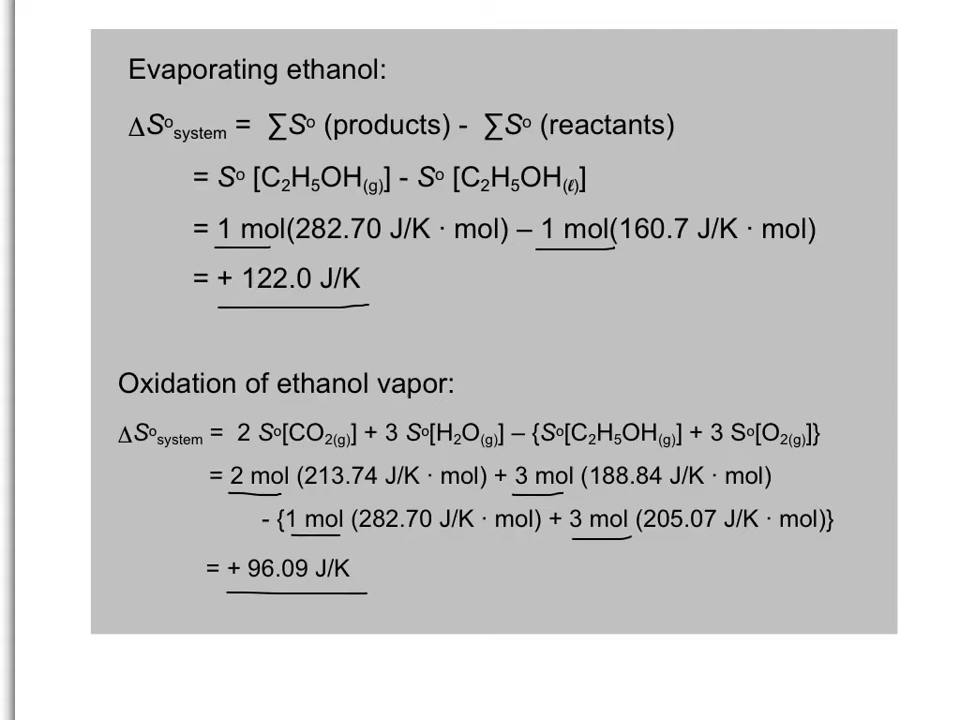 Evaporating ethanol:
∆S°system = ∑S° (products) - ∑S° (reactants)
= S° [C₂H₅OH(g)] - S° [C₂H₅OH(ℓ)]
= 1 mol(282.70 J/K · mol) – 1 mol(160.7 J/K · mol)
= + 122.0 J/K
Oxidation of ethanol vapor:
∆S°system = 2 S°[CO₂(g)] + 3 S°[H₂O(g)] – {S°[C₂H₅OH(g)] + 3 S°[O₂(g)]}
= 2 mol (213.74 J/K · mol) + 3 mol (188.84 J/K · mol)
- {1 mol (282.70 J/K · mol) + 3 mol (205.07 J/K · mol)}
= + 96.09 J/K